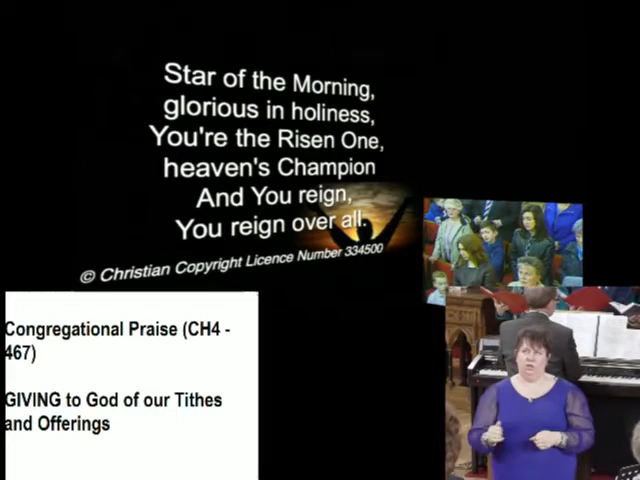 Star of the Morning,
glorious in holiness,
You're the Risen One,
heaven's Champion
And You reign,
You reign over all.
© Christian Copyright Licence Number 334500
Congregational Praise (CH4 -
467)
GIVING to God of our Tithes
and Offerings